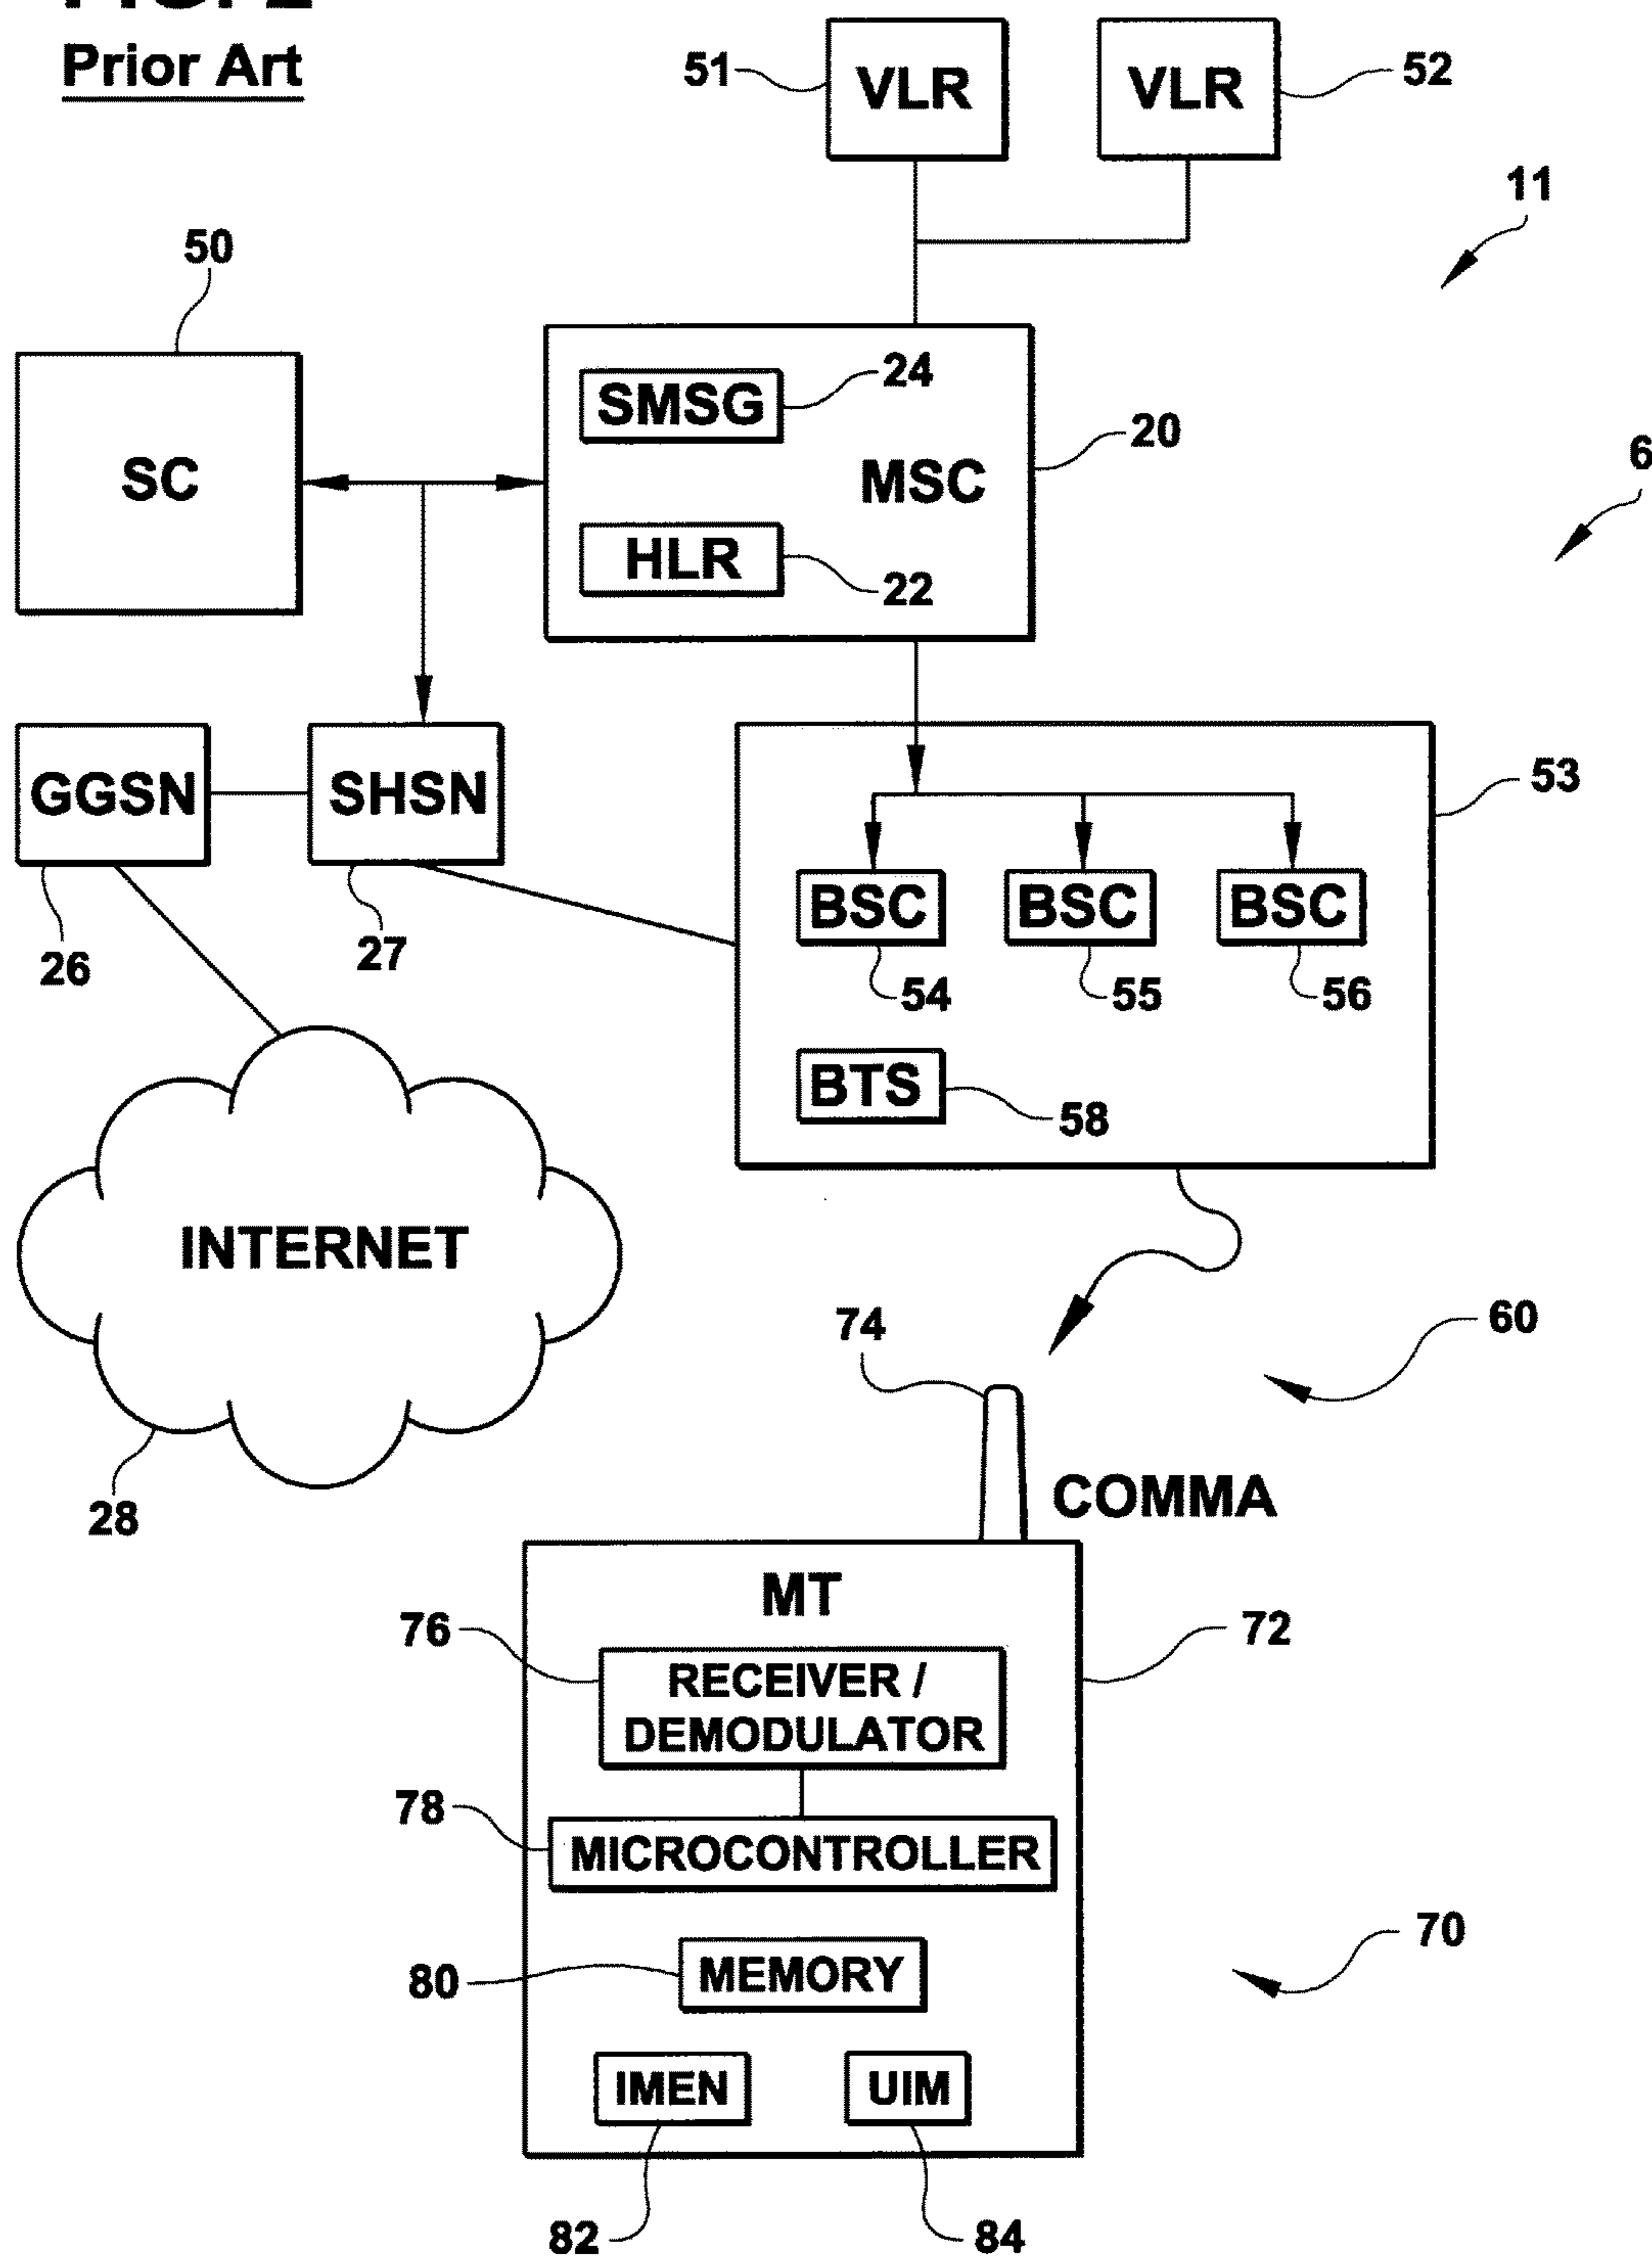 Prior Art
51
VLR
VLR
52
11
50
SC
SMSG
24
MSC
20
HLR
22
6
GGSN
SHSN
26
27
53
BSC
BSC
BSC
54
55
56
BTS
58
INTERNET
28
60
74
COMMA
MT
76
RECEIVER /
DEMODULATOR
72
78
MICROCONTROLLER
80
MEMORY
70
IMEN
UIM
82
84